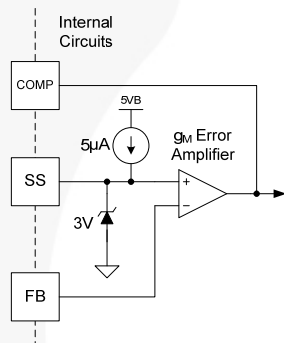 Internal
Circuits
COMP
5VB
5μA
gM Error
Amplifier
SS
+
3V
−
FB